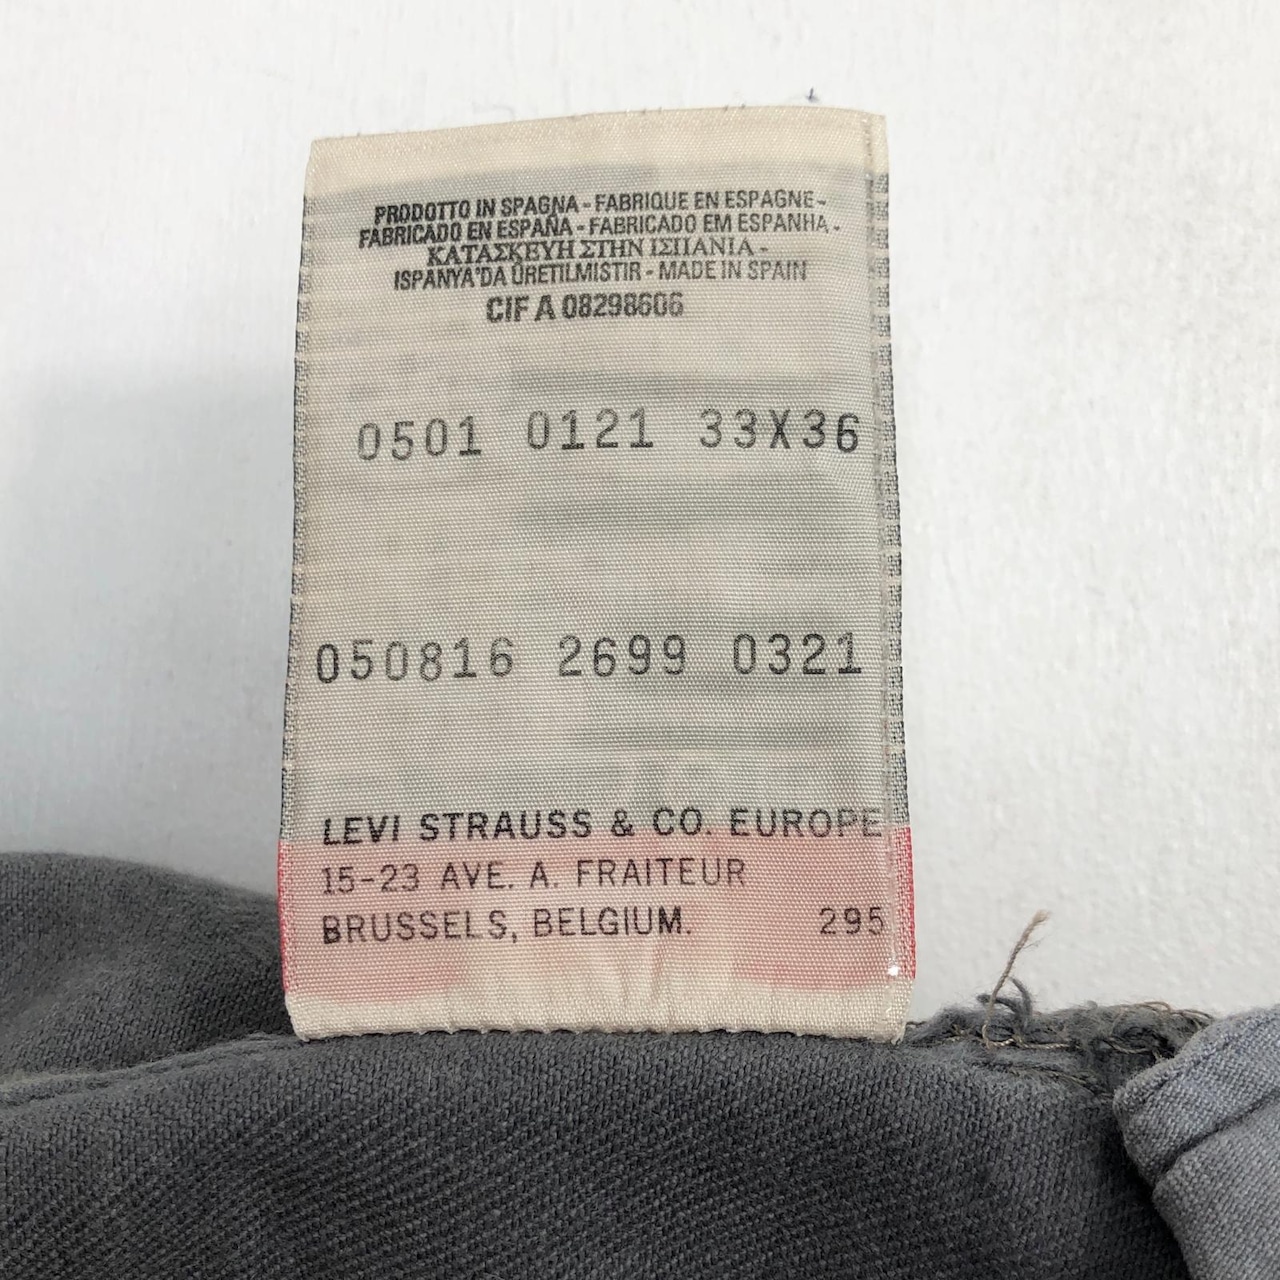 PRODOTTO IN SPAGNA - FABRIQUE EN ESPAGNE -
FABRICADO EN ESPAÑA - FABRICADO EM ESPANHA -
ΚΑΤΑΣΚΕΥΗ ΣΤΗΝ ΙΣΠΑΝΙΑ -
ISPANYA'DA ÜRETILMISTIR - MADE IN SPAIN
CIF A 08298606
0501 0121 33X36
050816 2699 0321
LEVI STRAUSS & CO. EUROPE
15-23 AVE. A. FRAITEUR
BRUSSELS, BELGIUM. 295